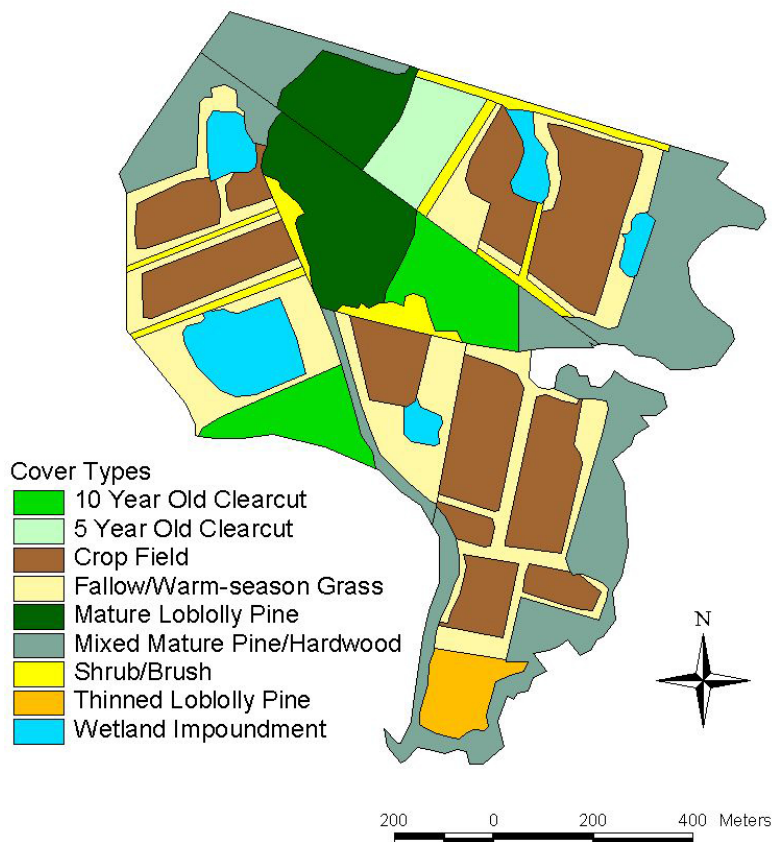 Cover Types
10 Year Old Clearcut
5 Year Old Clearcut
Crop Field
Fallow/Warm-season Grass
Mature Loblolly Pine
Mixed Mature Pine/Hardwood
Shrub/Brush
Thinned Loblolly Pine
Wetland Impoundment
N
200 0 200 400 Meters